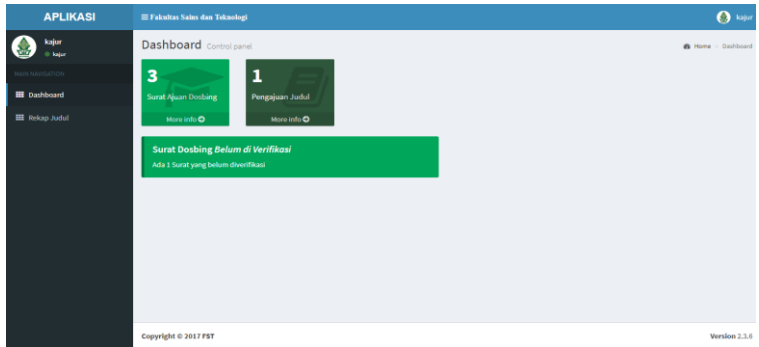 APLIKASI
Fakultas Sains dan Teknologi
kajur
kajur
kajur
MAIN NAVIGATION
Dashboard
Rekap Judul
Dashboard Control panel
Home > Dashboard
3
Surat Ajuan Dosbing
More info
1
Pengajuan Judul
More info
Surat Dosbing Belum di Verifikasi
Ada 1 Surat yang belum diverifikasi
Copyright © 2017 FST
Version 2.3.6